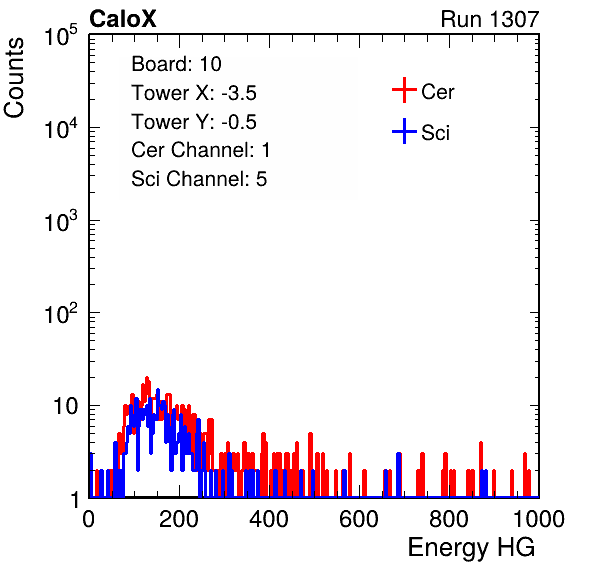 CaloX Run 1307
Counts
Board: 10
Tower X: -3.5
Tower Y: -0.5
Cer Channel: 1
Sci Channel: 5
Cer
Sci
10^5
10^4
10^3
10^2
10
1
0 200 400 600 800 1000
Energy HG